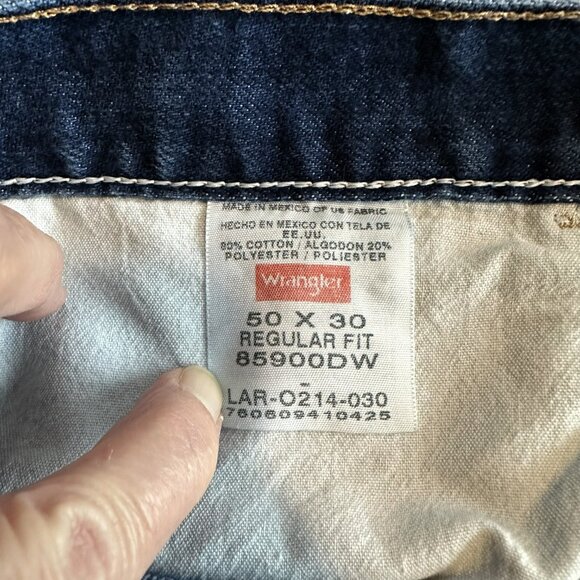 MADE IN MEXICO OF US FABRIC
HECHO EN MEXICO CON TELA DE
EE.UU.
80% COTTON / ALGODON 20%
POLYESTER / POLIESTER
Wrangler
50 X 30
REGULAR FIT
85900DW
-
LAR-O214-030
760609410425